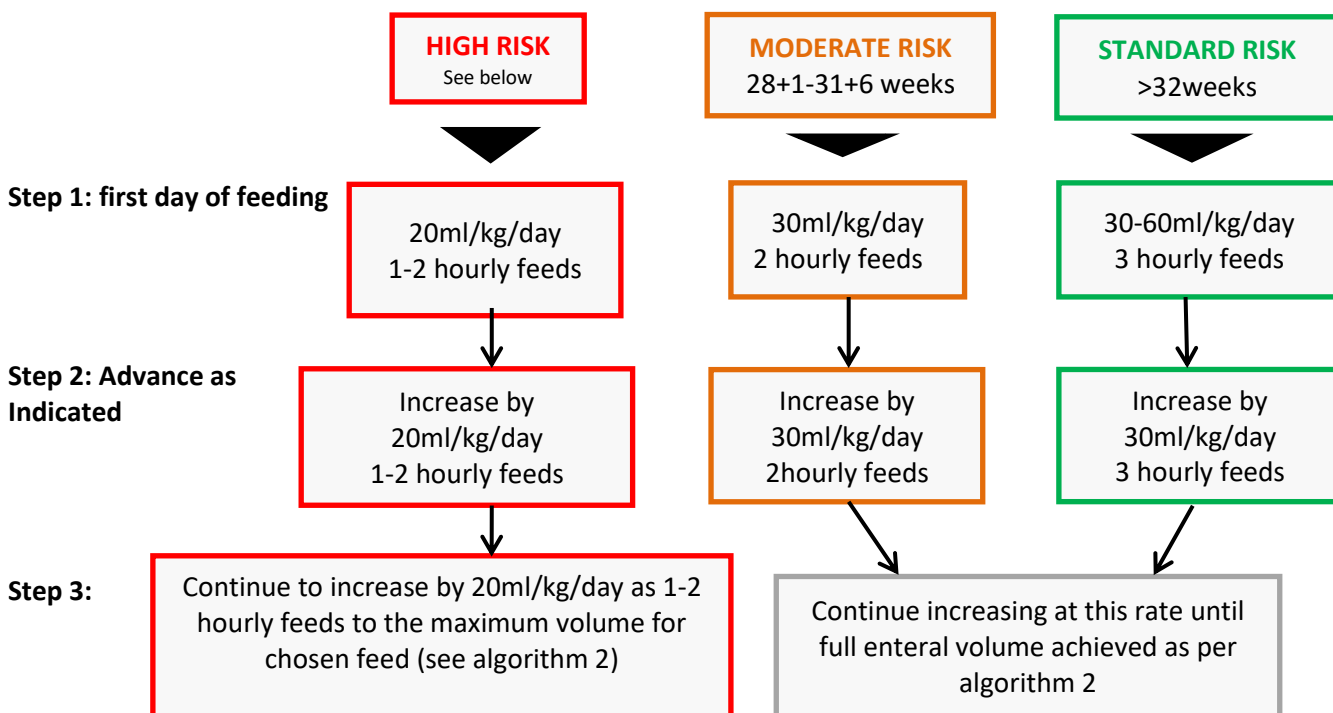 HIGH RISK
See below
MODERATE RISK
28+1-31+6 weeks
STANDARD RISK
>32weeks
Step 1: first day of feeding
20ml/kg/day
1-2 hourly feeds
30ml/kg/day
2 hourly feeds
30-60ml/kg/day
3 hourly feeds
Step 2: Advance as
Indicated
Increase by
20ml/kg/day
1-2 hourly feeds
Increase by
30ml/kg/day
2hourly feeds
Increase by
30ml/kg/day
3 hourly feeds
Step 3:
Continue to increase by 20ml/kg/day as 1-2
hourly feeds to the maximum volume for
chosen feed (see algorithm 2)
Continue increasing at this rate until
full enteral volume achieved as per
algorithm 2